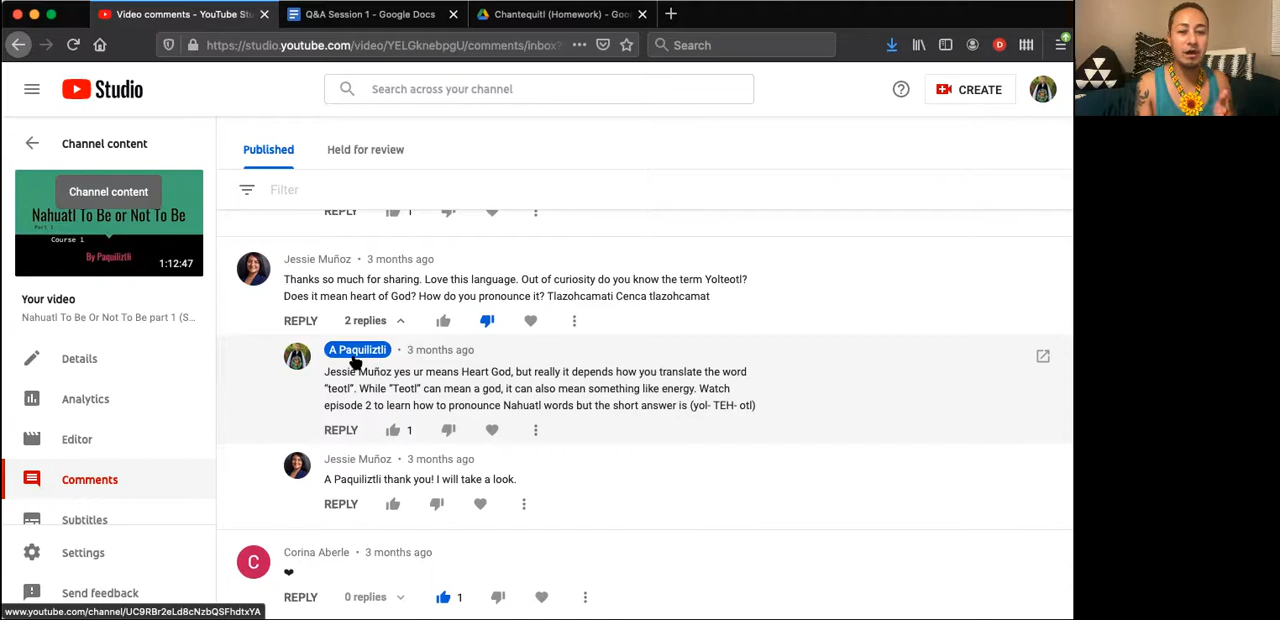 Video comments - YouTube Stu
Q&A Session 1 - Google Docs
Chantequitl (Homework) - Goo
https://studio.youtube.com/video/YELGknebpgU/comments/inbox?
Search
D
Studio
Search across your channel
CREATE
Channel content
Published
Held for review
Channel content
Filter
Nahuatl To Be or Not To Be
Part 1
Course 1
By Paquiliztli
1:12:47
REPLY 1
Jessie Muñoz • 3 months ago
Thanks so much for sharing. Love this language. Out of curiosity do you know the term Yolteotl?
Does it mean heart of God? How do you pronounce it? Tlazohcamati Cenca tlazohcamat
Your video
Nahuatl To Be Or Not To Be part 1 (S...
REPLY 2 replies
A Paquiliztli • 3 months ago
Details
Jessie Muñoz yes ur means Heart God, but really it depends how you translate the word
"teotl". While "Teotl" can mean a god, it can also mean something like energy. Watch
Analytics
episode 2 to learn how to pronounce Nahuatl words but the short answer is (yol- TEH- otl)
REPLY 1
Editor
Jessie Muñoz • 3 months ago
Comments
A Paquiliztli thank you! I will take a look.
REPLY
Subtitles
Settings
Corina Aberle • 3 months ago
C
❤
Send feedback
REPLY 0 replies 1
www.youtube.com/channel/UC9RBr2eLd8cNzbQSFhdtxYA